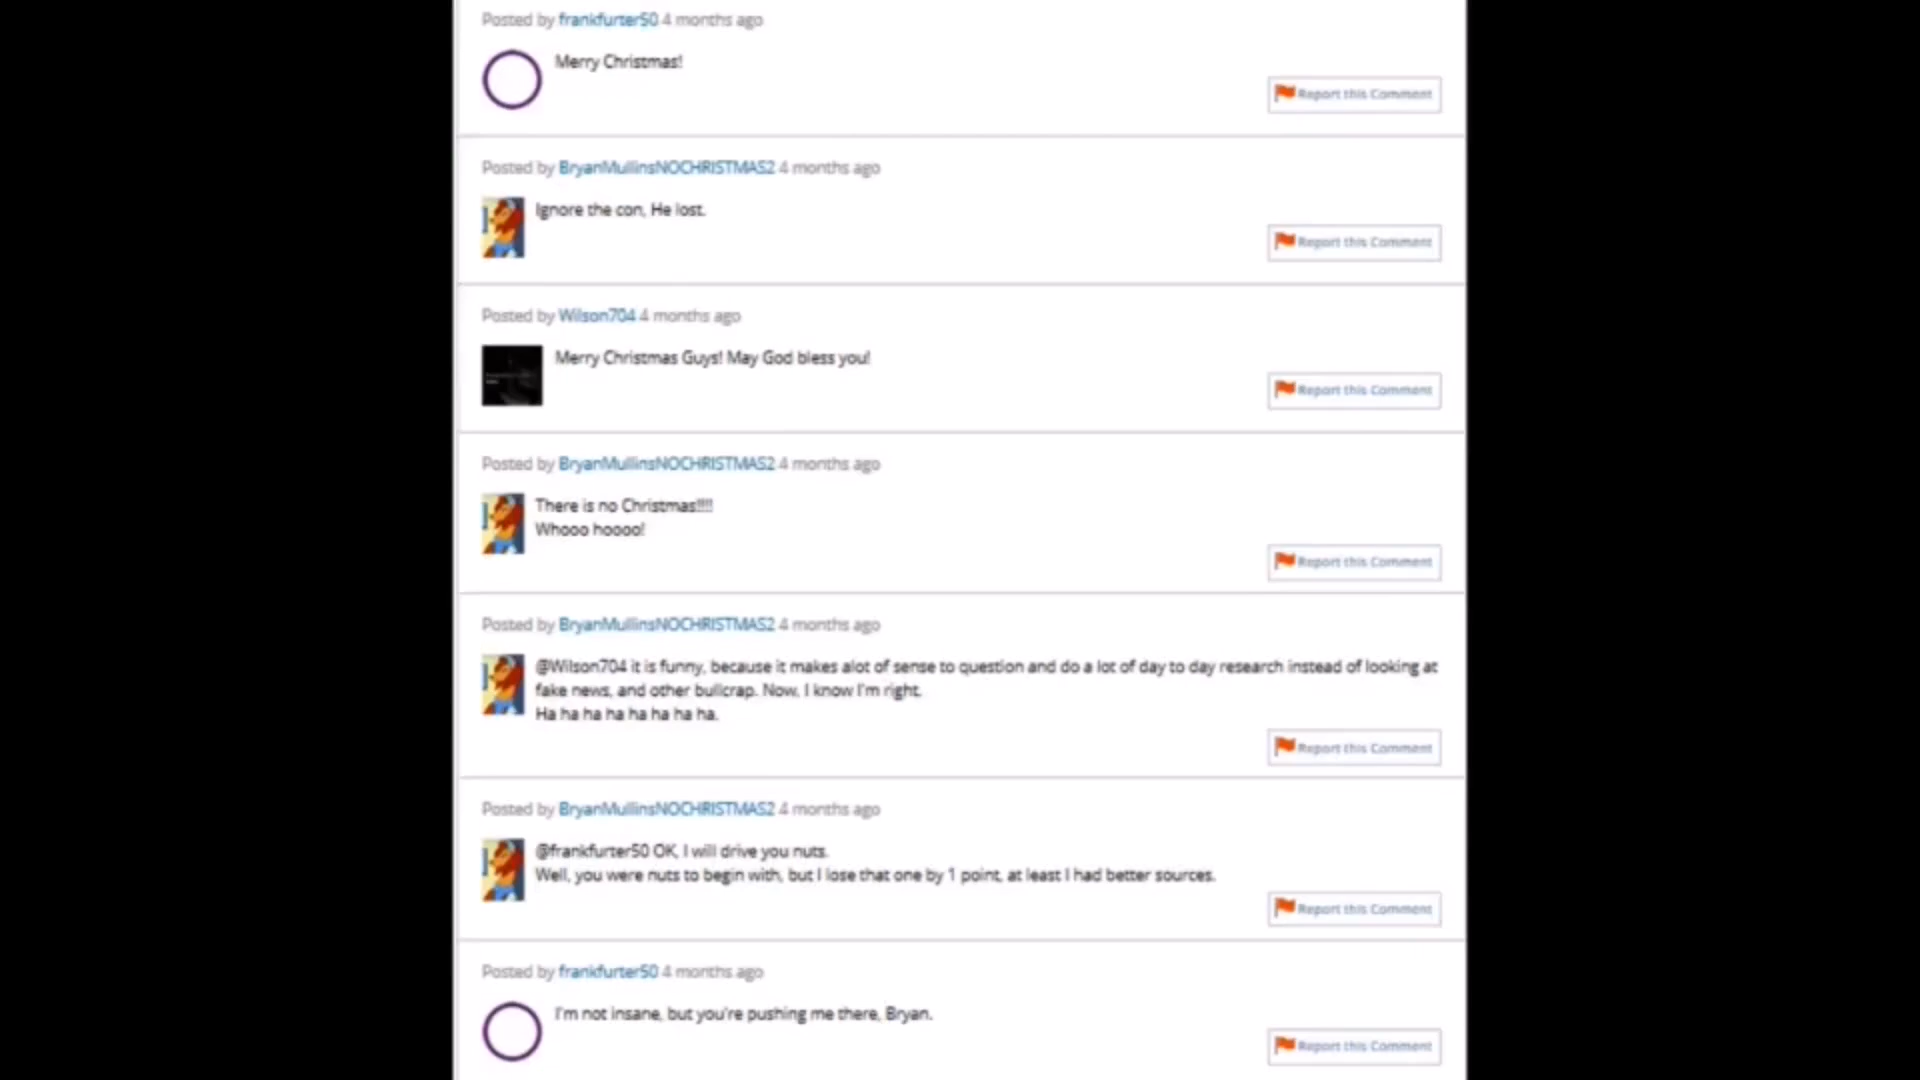 Posted by frankfurter50 4 months ago
Merry Christmas!
Report this Comment
Posted by BryanMullinsNOCHRISTMAS2 4 months ago
Ignore the con, He lost.
Report this Comment
Posted by Wilson704 4 months ago
Merry Christmas Guys! May God bless you!
Report this Comment
Posted by BryanMullinsNOCHRISTMAS2 4 months ago
There is no Christmas!!!!
Whooo hoooo!
Report this Comment
Posted by BryanMullinsNOCHRISTMAS2 4 months ago
@Wilson704 it is funny, because it makes alot of sense to question and do a lot of day to day research instead of looking at
fake news, and other bullcrap. Now, I know I'm right.
Ha ha ha ha ha ha ha ha.
Report this Comment
Posted by BryanMullinsNOCHRISTMAS2 4 months ago
@frankfurter50 OK, I will drive you nuts.
Well, you were nuts to begin with, but I lose that one by 1 point, at least I had better sources.
Report this Comment
Posted by frankfurter50 4 months ago
I'm not insane, but you're pushing me there, Bryan.
Report this Comment